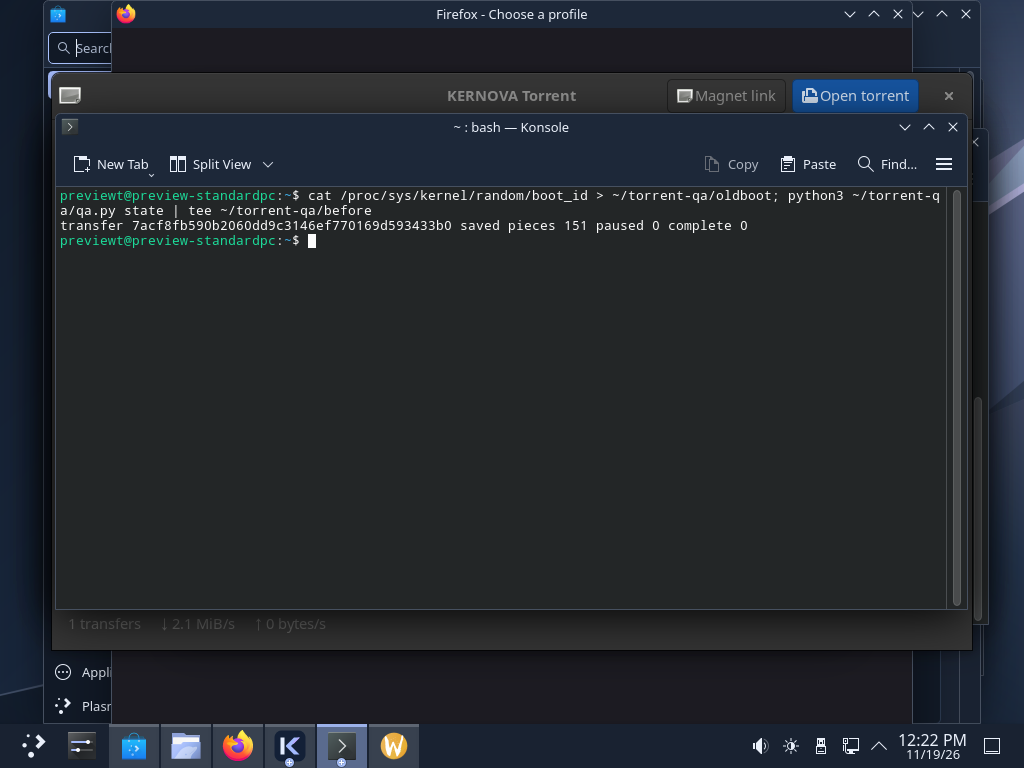 Firefox - Choose a profile
Search
KERNOVA Torrent
Magnet link
Open torrent
~ : bash — Konsole
New Tab
Split View
Copy
Paste
Find...
previewt@preview-standardpc:~$ cat /proc/sys/kernel/random/boot_id > ~/torrent-qa/oldboot; python3 ~/torrent-q
a/qa.py state | tee ~/torrent-qa/before
transfer 7acf8fb590b2060dd9c3146ef770169d593433b0 saved pieces 151 paused 0 complete 0
previewt@preview-standardpc:~$
1 transfers ↓ 2.1 MiB/s ↑ 0 bytes/s
Appli
Plasm
12:22 PM
11/19/26